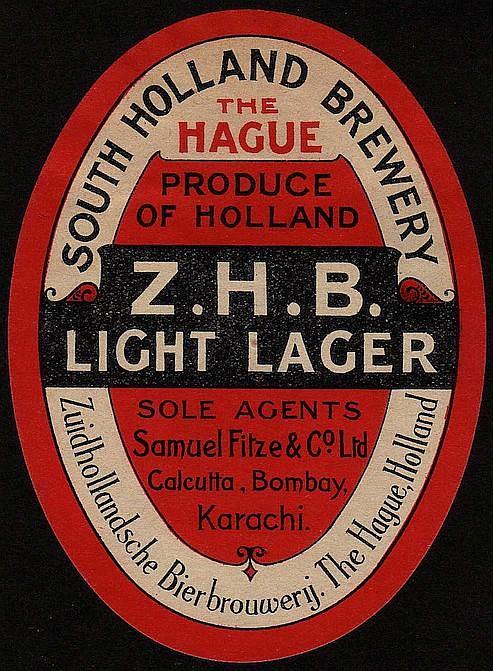 SOUTH HOLLAND BREWERY
THE
HAGUE
PRODUCE
OF HOLLAND
Z.H.B.
LIGHT LAGER
SOLE AGENTS
Samuel Fitze & Co. Ltd
Calcutta, Bombay,
Karachi.
Zuidhollandsche Bierbrouwerij. The Hague, Holland